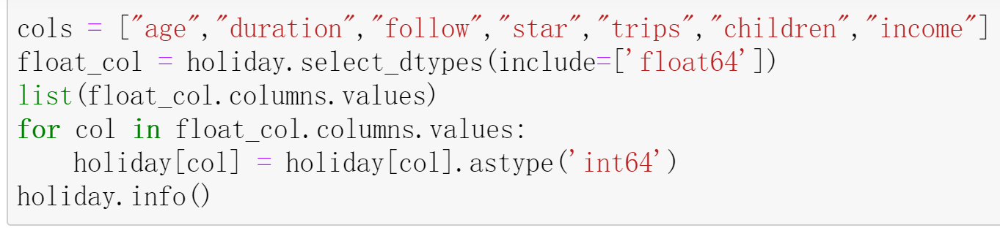 cols = ["age","duration","follow","star","trips","children","income"]
float_col = holiday.select_dtypes(include=['float64'])
list(float_col.columns.values)
for col in float_col.columns.values:
    holiday[col] = holiday[col].astype('int64')
holiday.info()